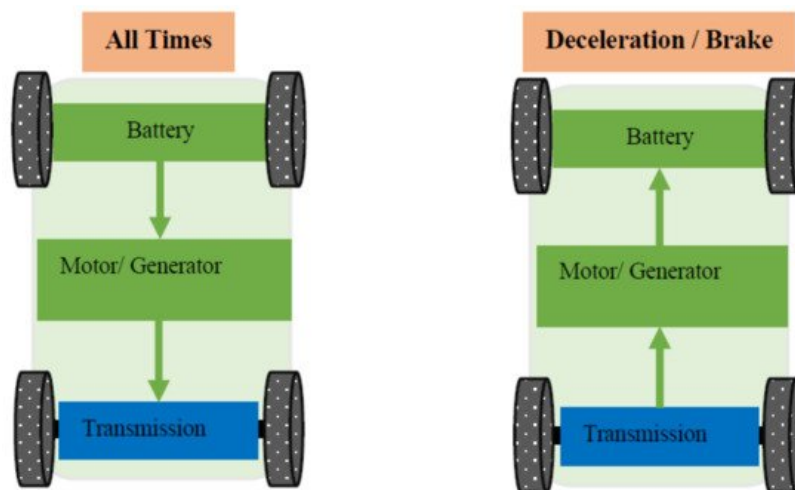 All Times
Battery
Motor/ Generator
Transmission
Deceleration / Brake
Battery
Motor/ Generator
Transmission